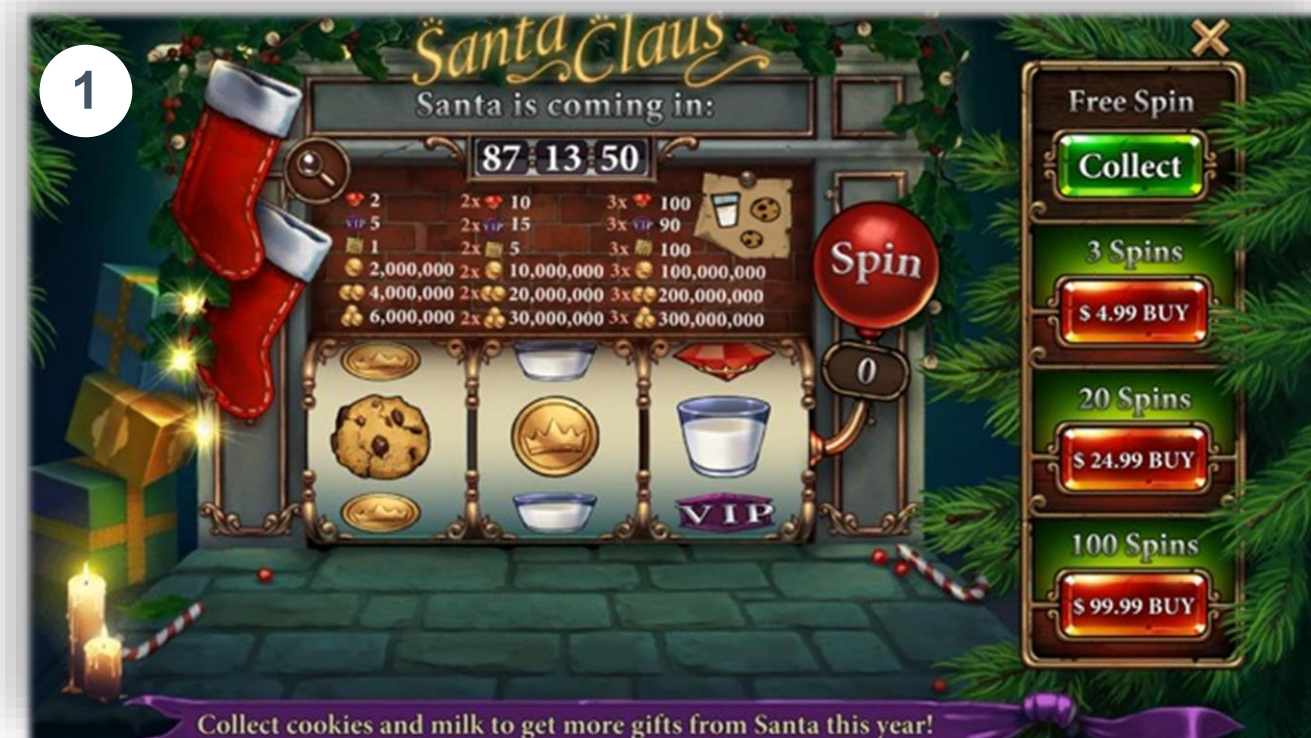 1
Santa Claus
Santa is coming in:
87 13 50
2 2x 10 3x 100
VIP 5 2x VIP 15 3x VIP 90
1 2x 5 3x 100
2,000,000 2x 10,000,000 3x 100,000,000
4,000,000 2x 20,000,000 3x 200,000,000
6,000,000 2x 30,000,000 3x 300,000,000
Spin
0
VIP
Free Spin
Collect
3 Spins
$ 4.99 BUY
20 Spins
$ 24.99 BUY
100 Spins
$ 99.99 BUY
Collect cookies and milk to get more gifts from Santa this year!